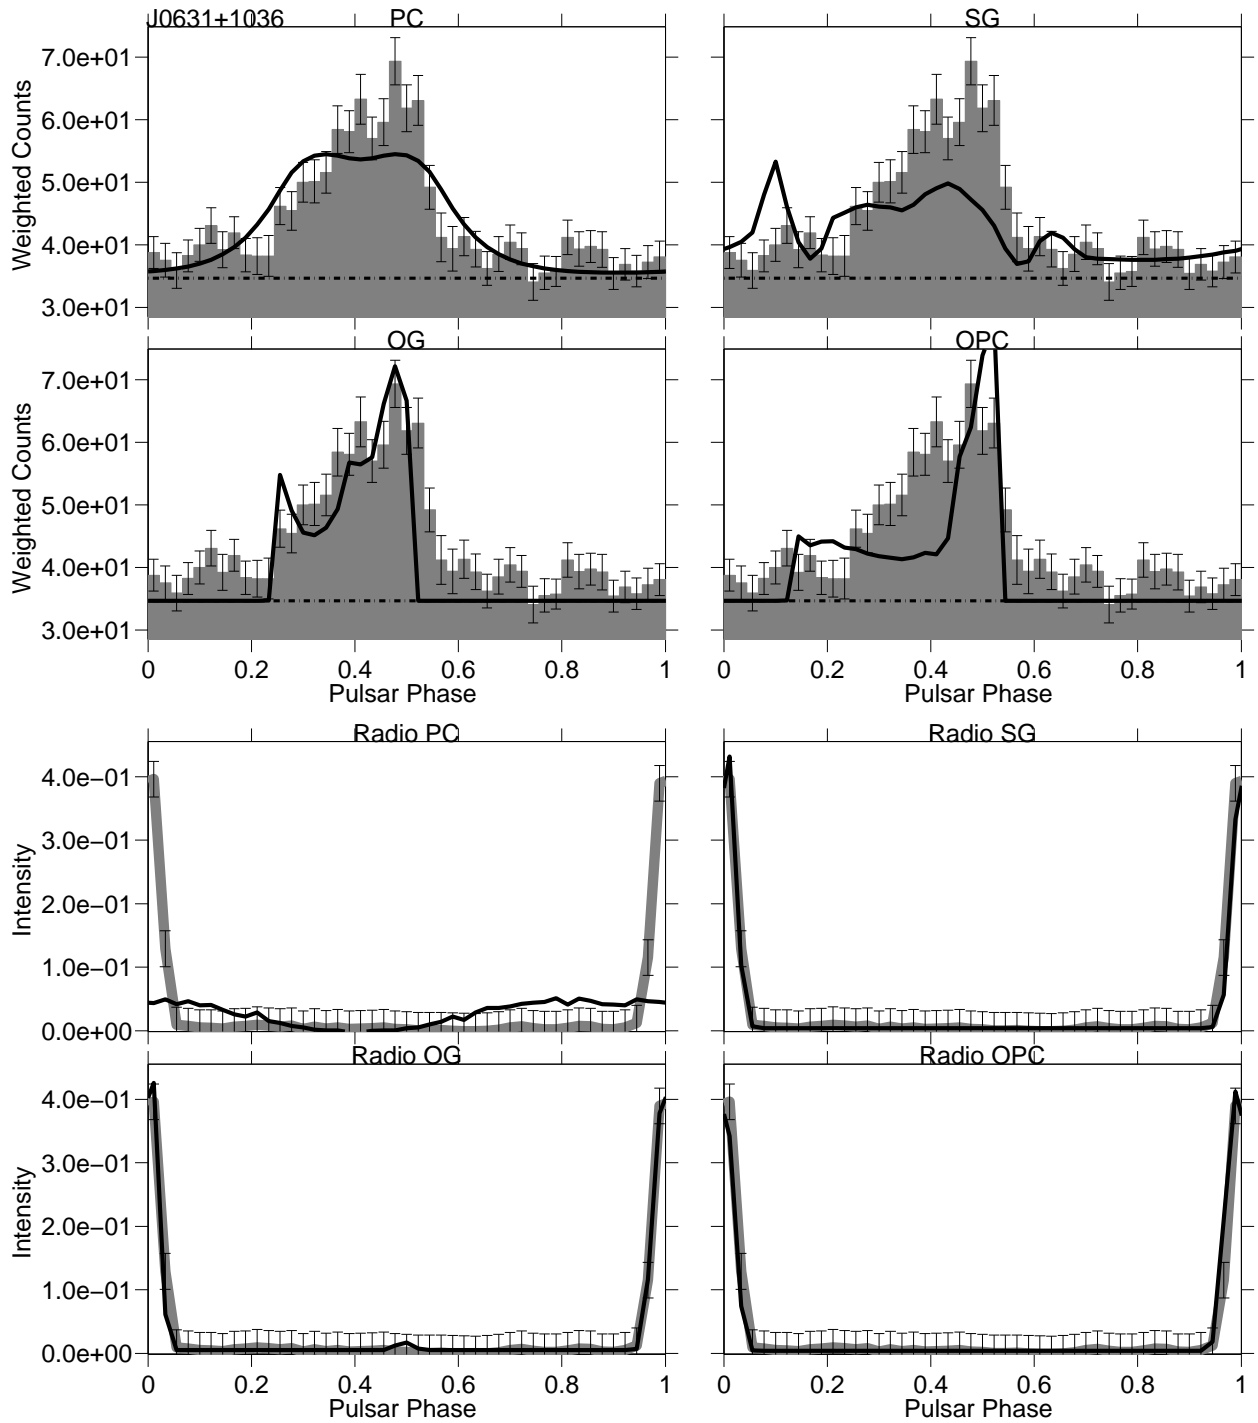 J0631+1036
PC
SG
7.0e+01
6.0e+01
5.0e+01
4.0e+01
3.0e+01
Weighted Counts
OG
OPC
7.0e+01
6.0e+01
5.0e+01
4.0e+01
3.0e+01
Weighted Counts
0 0.2 0.4 0.6 0.8 1
0 0.2 0.4 0.6 0.8 1
Pulsar Phase
Pulsar Phase
Radio PC
Radio SG
4.0e−01
3.0e−01
2.0e−01
1.0e−01
0.0e+00
Intensity
Radio OG
Radio OPC
4.0e−01
3.0e−01
2.0e−01
1.0e−01
0.0e+00
Intensity
0 0.2 0.4 0.6 0.8 1
0 0.2 0.4 0.6 0.8 1
Pulsar Phase
Pulsar Phase